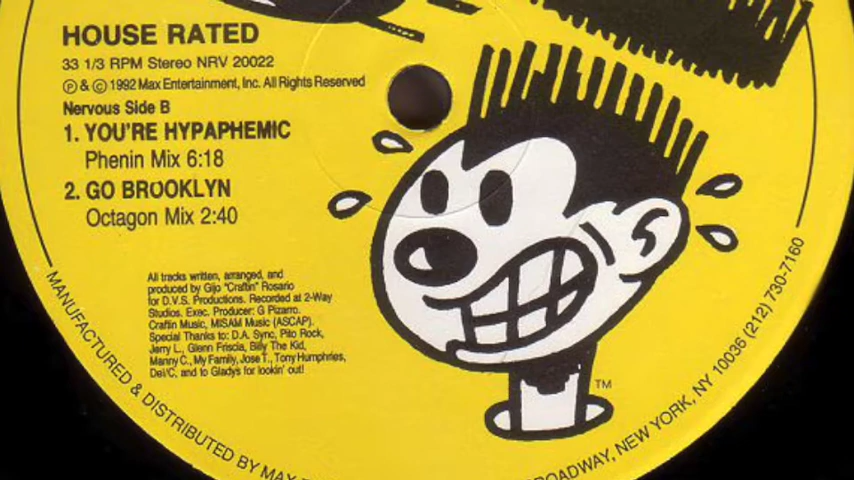 HOUSE RATED
33 1/3 RPM Stereo NRV 20022
Ⓟ & © 1992 Max Entertainment, Inc. All Rights Reserved
Nervous Side B
1. YOU'RE HYPAPHEMIC
Phenin Mix 6:18
2. GO BROOKLYN
Octagon Mix 2:40
All tracks written, arranged, and
produced by Gijo "Craftin" Rosario
for D.V.S. Productions. Recorded at 2-Way
Studios. Exec. Producer: G Pizarro.
Craftin Music, MISAM Music (ASCAP).
Special Thanks to: D.A. Sync, Pito Rock,
Jerry L., Glenn Friscia, Billy The Kid,
Manny C., My Family, Jose T., Tony Humphries,
Del/C, and to Gladys for lookin' out!
TM
MANUFACTURED & DISTRIBUTED BY MAX
BROADWAY, NEW YORK, NY 10036 (212) 730-7160